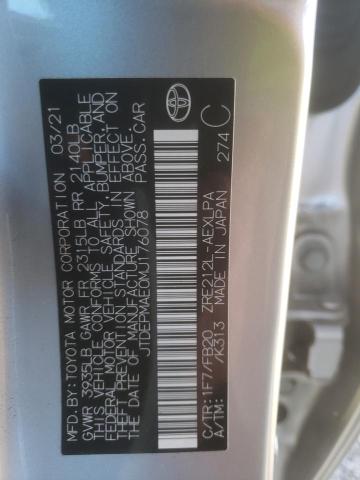 MFD.BY:TOYOTA MOTOR CORPORATION 03/21
GVWR 3935LB GAWR FR 2315LB RR 2140LB
THIS VEHICLE CONFORMS TO ALL APPLICABLE
FEDERAL MOTOR VEHICLE SAFETY, BUMPER, AND
THEFT PREVENTION STANDARDS IN EFFECT ON
THE DATE OF MANUFACTURE SHOWN ABOVE.
PASS.CAR
C/TR:1F7/FB20 ZRE212L-AEXLPA
A/TM: /K313
MADE IN JAPAN
274 C
TOYOTA